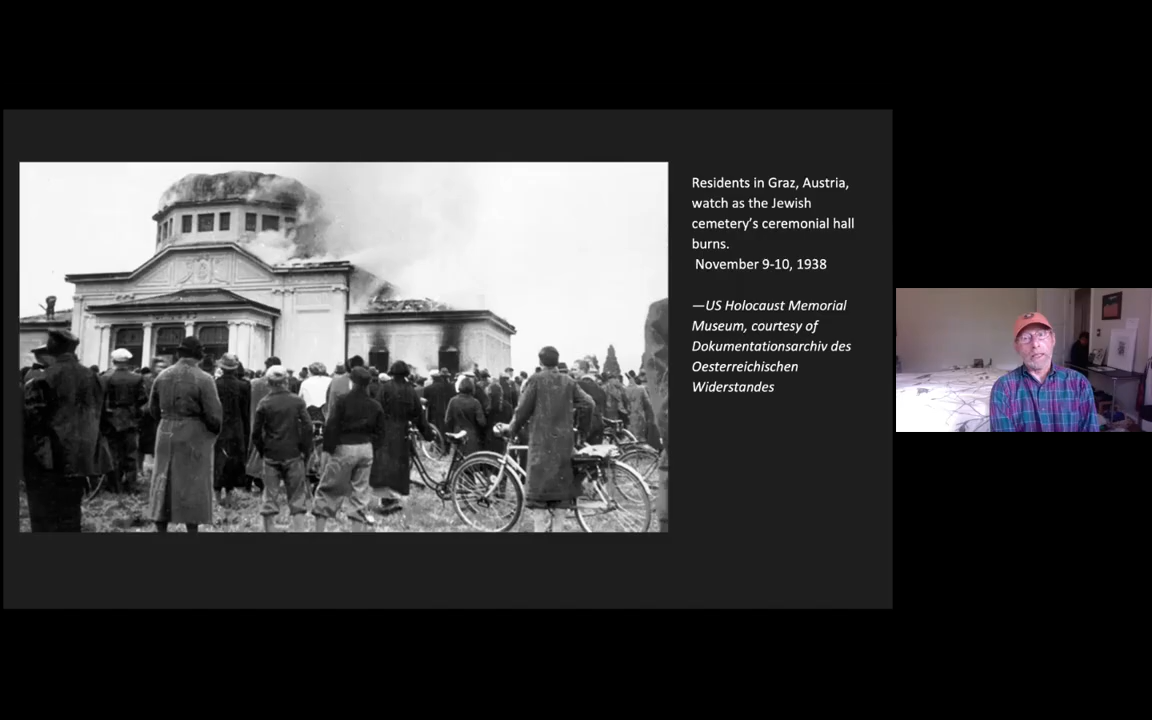 Residents in Graz, Austria,
watch as the Jewish
cemetery’s ceremonial hall
burns.
November 9-10, 1938
—US Holocaust Memorial
Museum, courtesy of
Dokumentationsarchiv des
Oesterreichischen
Widerstandes